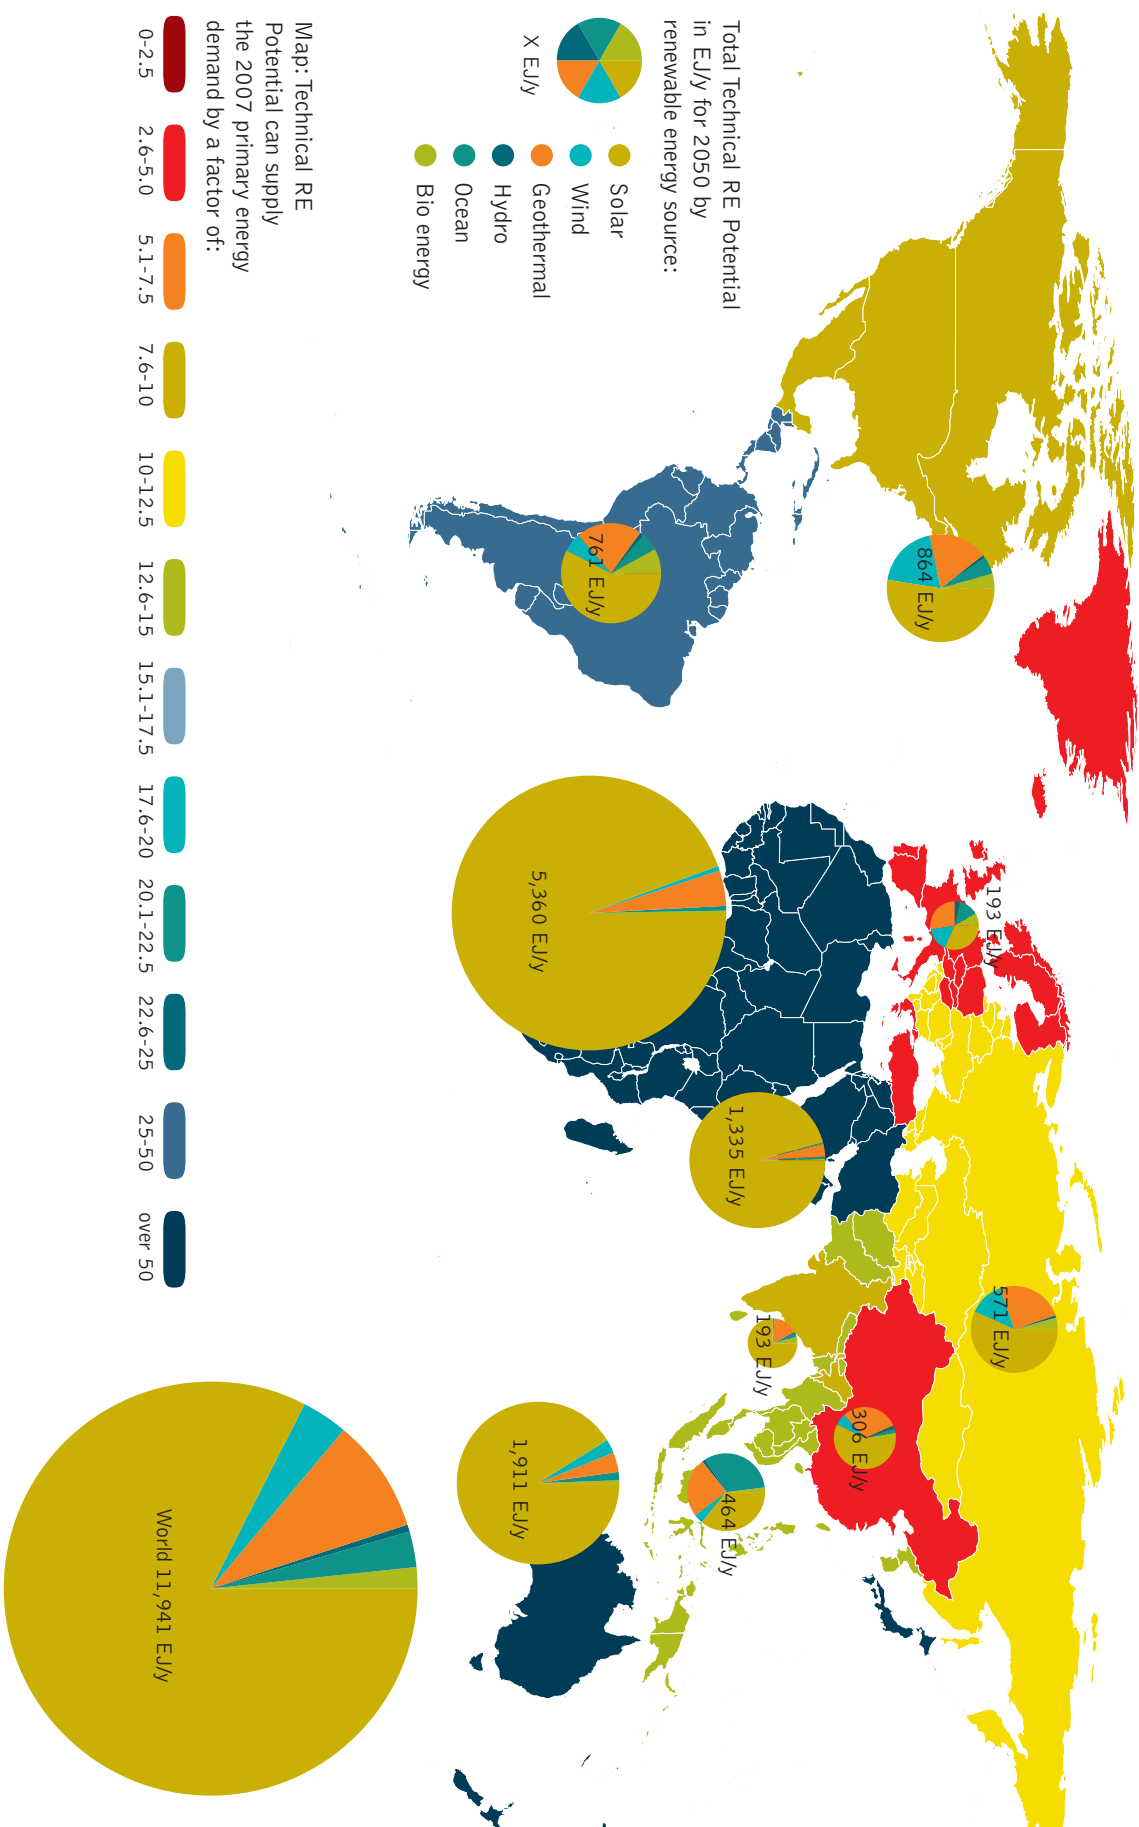 864 EJ/y
193 EJ/y
571 EJ/y
306 EJ/y
761 EJ/y
5,360 EJ/y
1,335 EJ/y
193 EJ/y
464 EJ/y
1,911 EJ/y
World 11,941 EJ/y
Total Technical RE Potential
in EJ/y for 2050 by
renewable energy source:
Solar
Wind
Geothermal
Hydro
Ocean
Bio energy
X EJ/y
Map: Technical RE
Potential can supply
the 2007 primary energy
demand by a factor of:
0-2.5
2.6-5.0
5.1-7.5
7.6-10
10-12.5
12.6-15
15.1-17.5
17.6-20
20.1-22.5
22.6-25
25-50
over 50